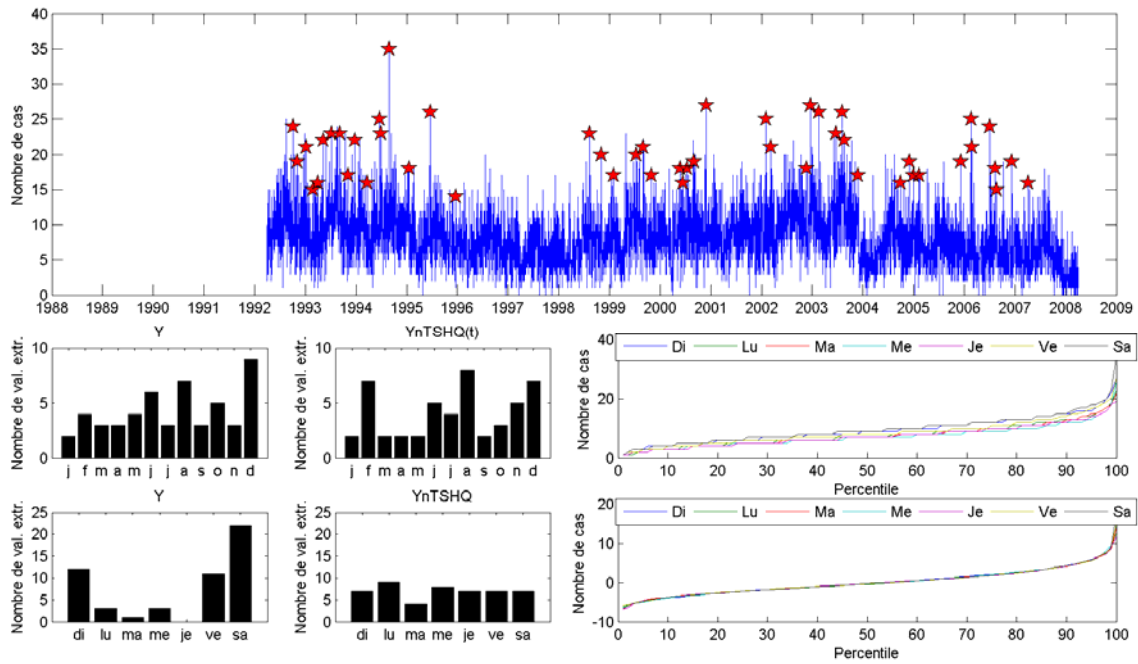 Nombre de cas
40
35
30
25
20
15
10
5
0
1988 1989 1990 1991 1992 1993 1994 1995 1996 1997 1998 1999 2000 2001 2002 2003 2004 2005 2006 2007 2008 2009
Y
Nombre de val. extr.
10
5
0
j f m a m j j a s o n d
YnTSHQ(t)
Nombre de val. extr.
10
5
0
j f m a m j j a s o n d
Nombre de cas
40
20
0
Di Lu Ma Me Je Ve Sa
0 10 20 30 40 50 60 70 80 90 100
Percentile
Y
Nombre de val. extr.
25
20
15
10
5
0
di lu ma me je ve sa
YnTSHQ
Nombre de val. extr.
25
20
15
10
5
0
di lu ma me je ve sa
Nombre de cas
20
10
0
-10
Di Lu Ma Me Je Ve Sa
0 10 20 30 40 50 60 70 80 90 100
Percentile